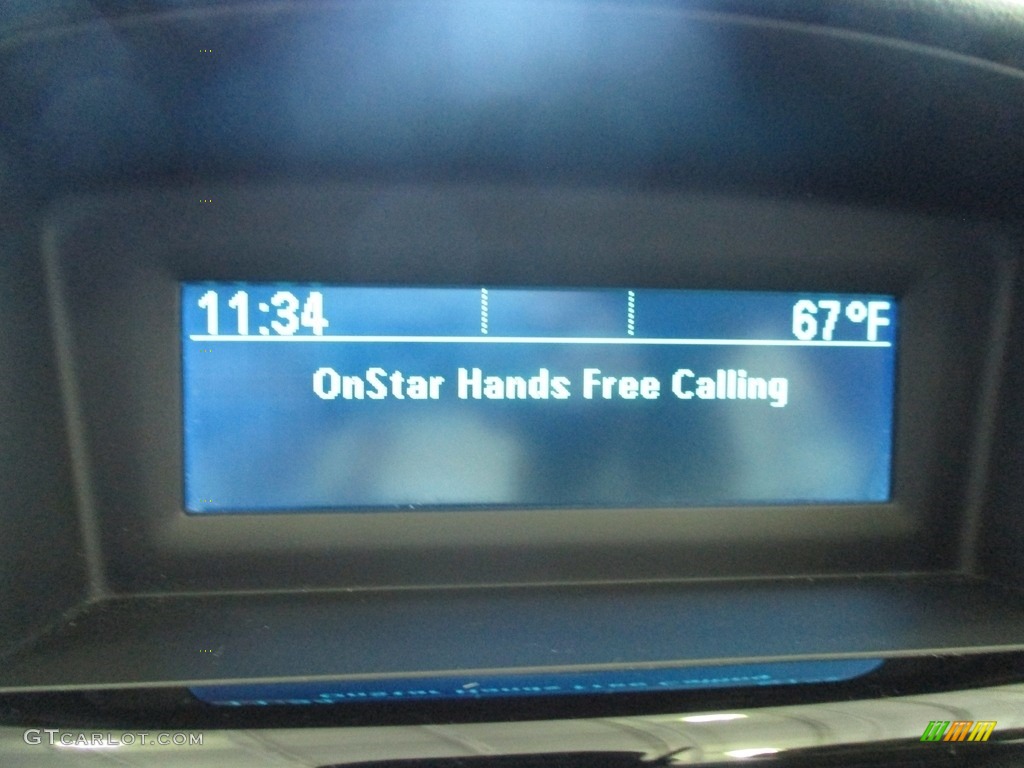 11:34 67°F
OnStar Hands Free Calling
GTCARLOT.COM